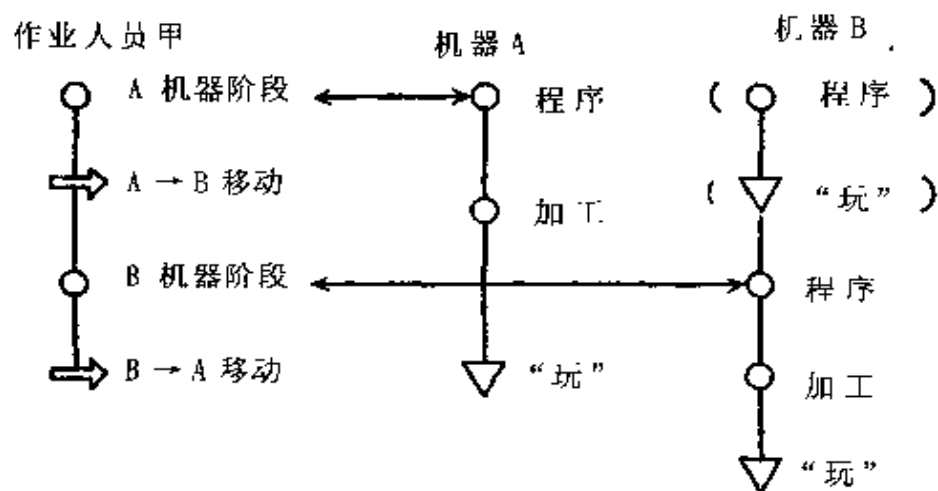 作业人员甲 机器A 机器B
A 机器阶段 程序 ( 程序 )
A → B 移动 ( “玩” )
加工
B 机器阶段 程序
B → A 移动 “玩” 加工
“玩”